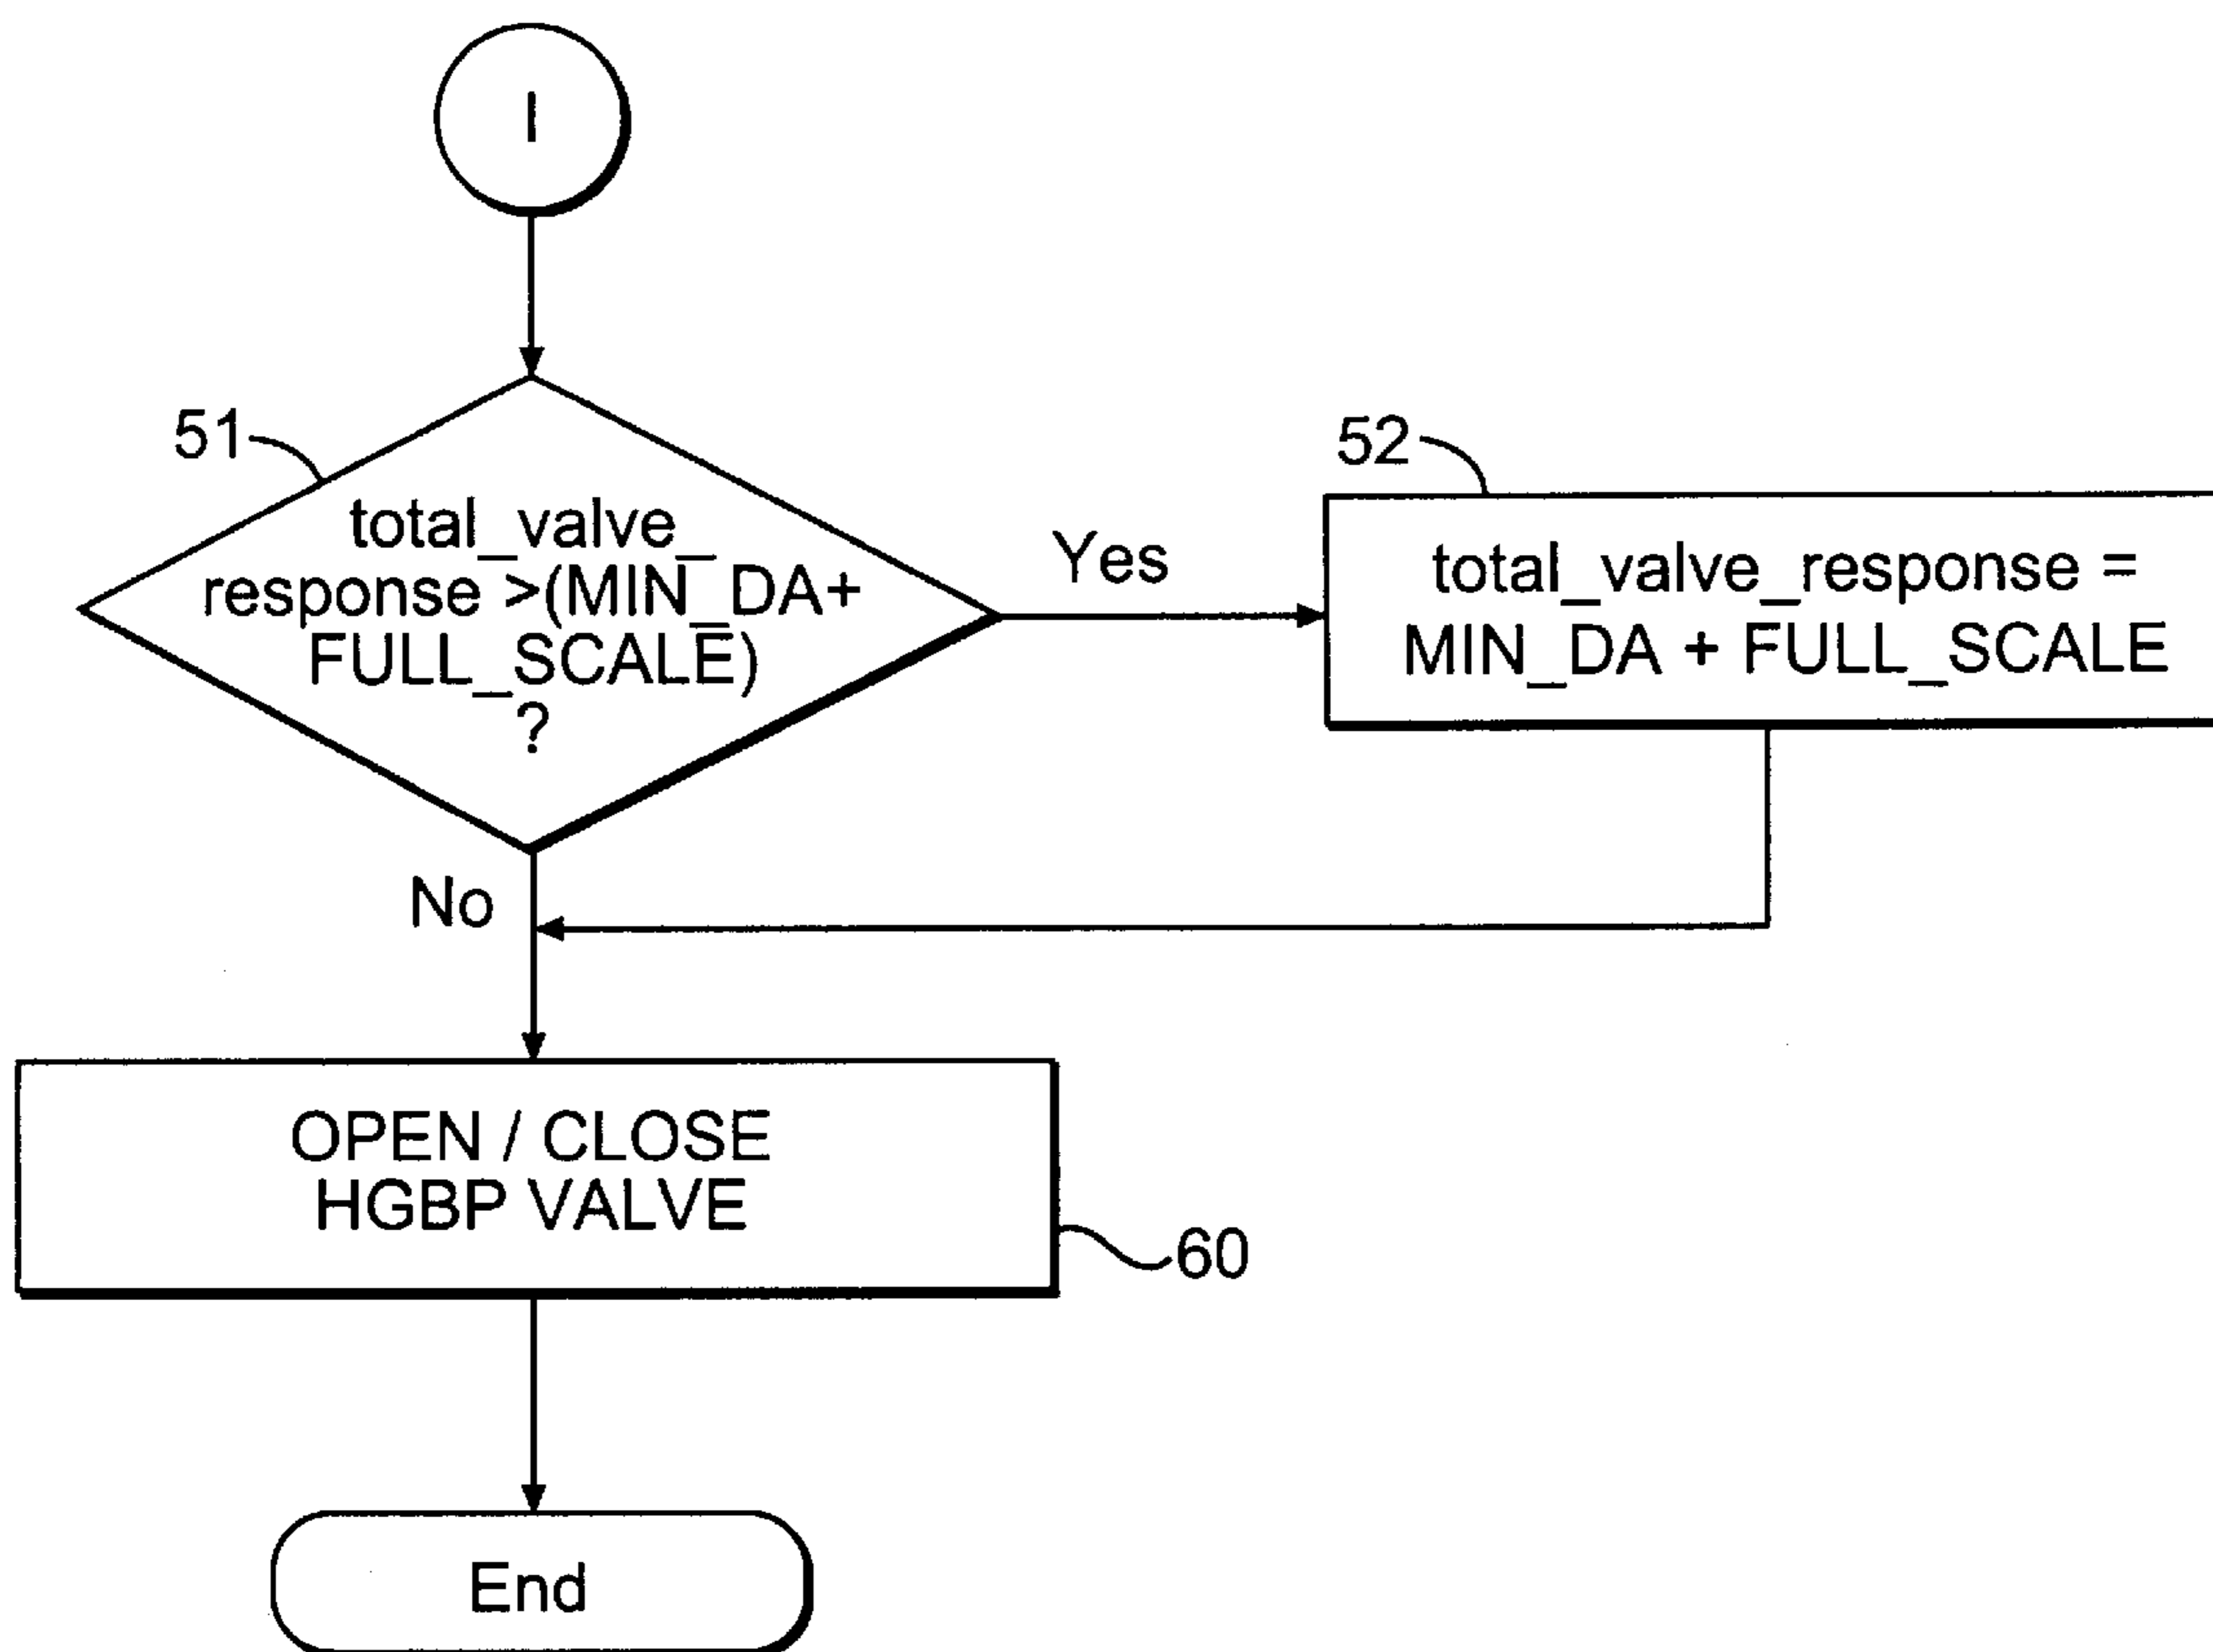 I
51
total_valve_
response >(MIN_DA+
FULL_SCALE)
?
Yes
52
total_valve_response =
MIN_DA + FULL_SCALE
No
OPEN / CLOSE
HGBP VALVE
60
End